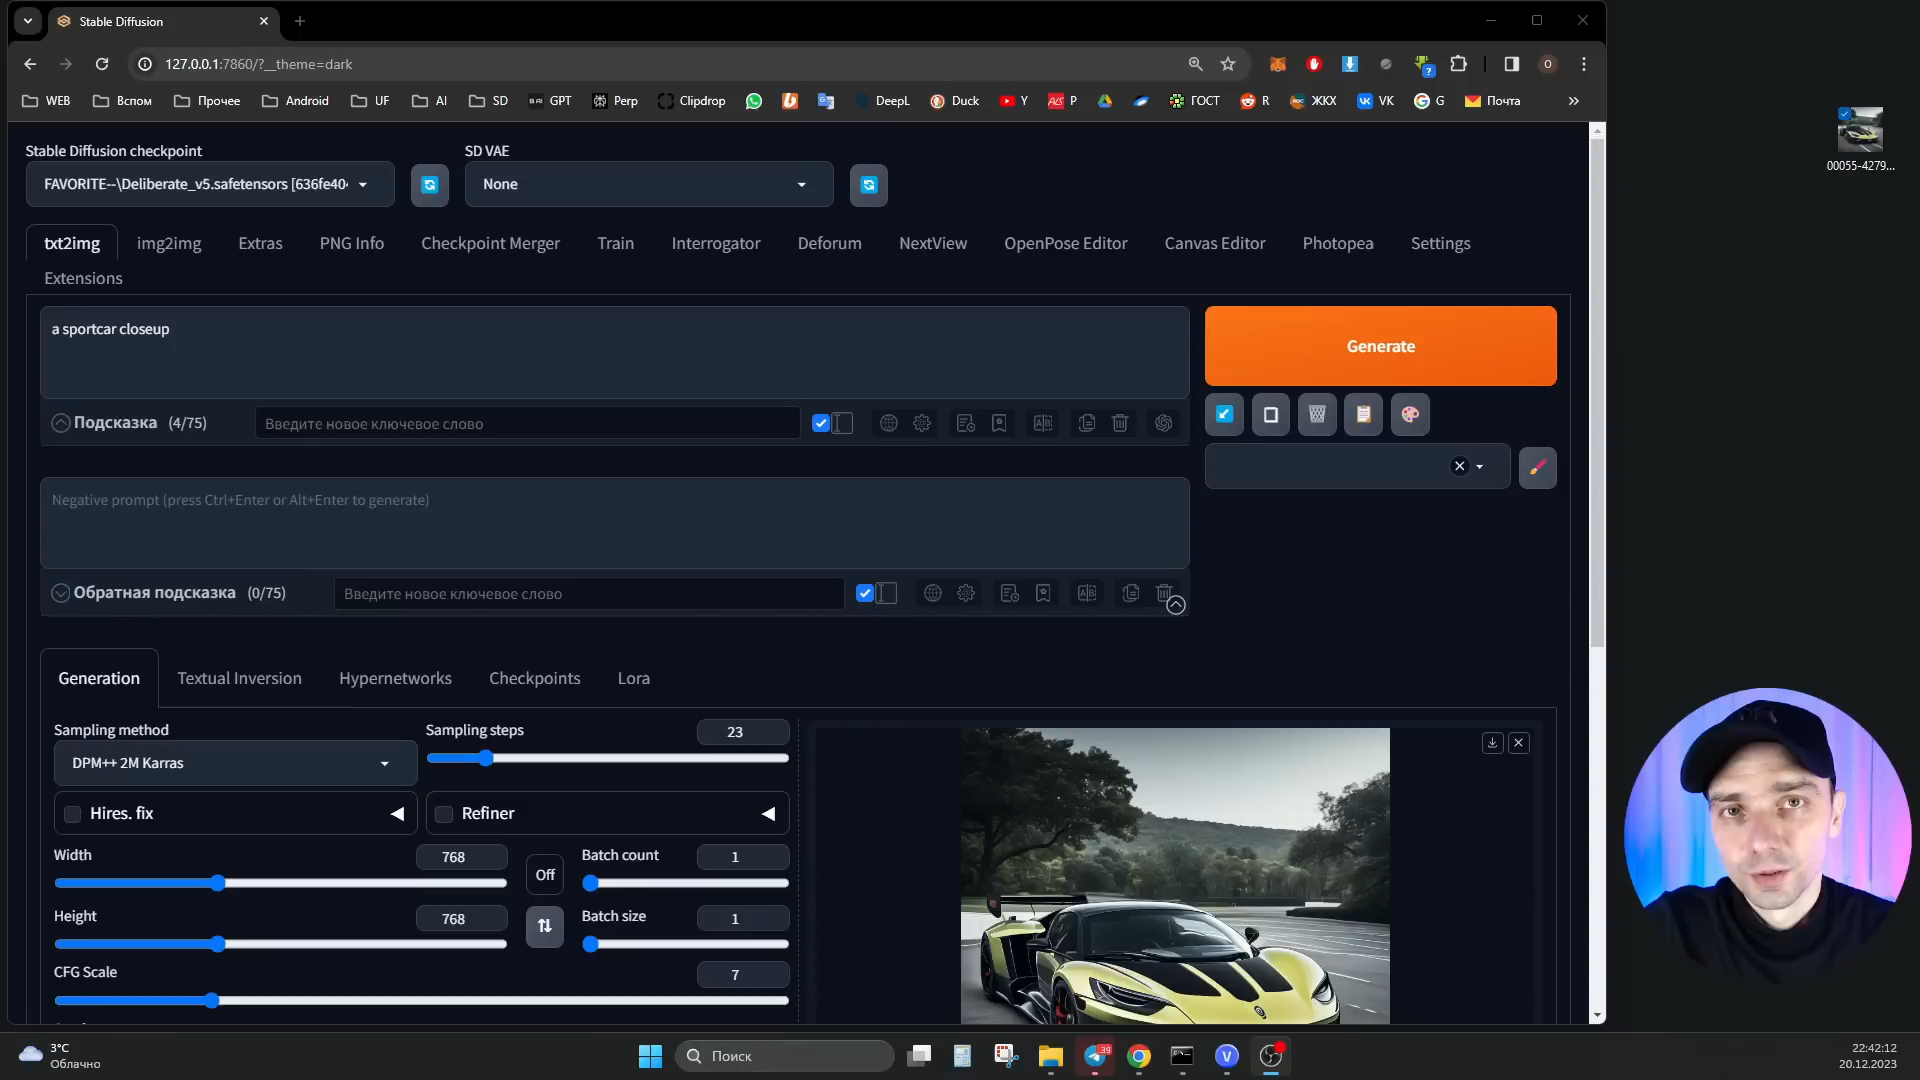 Stable Diffusion
127.0.0.1:7860/?__theme=dark
WEB Вспом Прочее Android UF AI SD GPT Perp Clipdrop DeepL Duck Y P ГОСТ R ЖКХ VK G Почта
00055-4279...
Stable Diffusion checkpoint
SD VAE
FAVORITE--\Deliberate_v5.safetensors [636fe404
None
txt2img img2img Extras PNG Info Checkpoint Merger Train Interrogator Deforum NextView OpenPose Editor Canvas Editor Photopea Settings
Extensions
a sportcar closeup
Generate
Подсказка (4/75)
Введите новое ключевое слово
Negative prompt (press Ctrl+Enter or Alt+Enter to generate)
Обратная подсказка (0/75)
Введите новое ключевое слово
Generation Textual Inversion Hypernetworks Checkpoints Lora
Sampling method
Sampling steps
23
DPM++ 2M Karras
Hires. fix
Refiner
Width
768
Off
Batch count
1
Height
768
Batch size
1
CFG Scale
7
3°C
Облачно
Поиск
39
22:42:12
20.12.2023